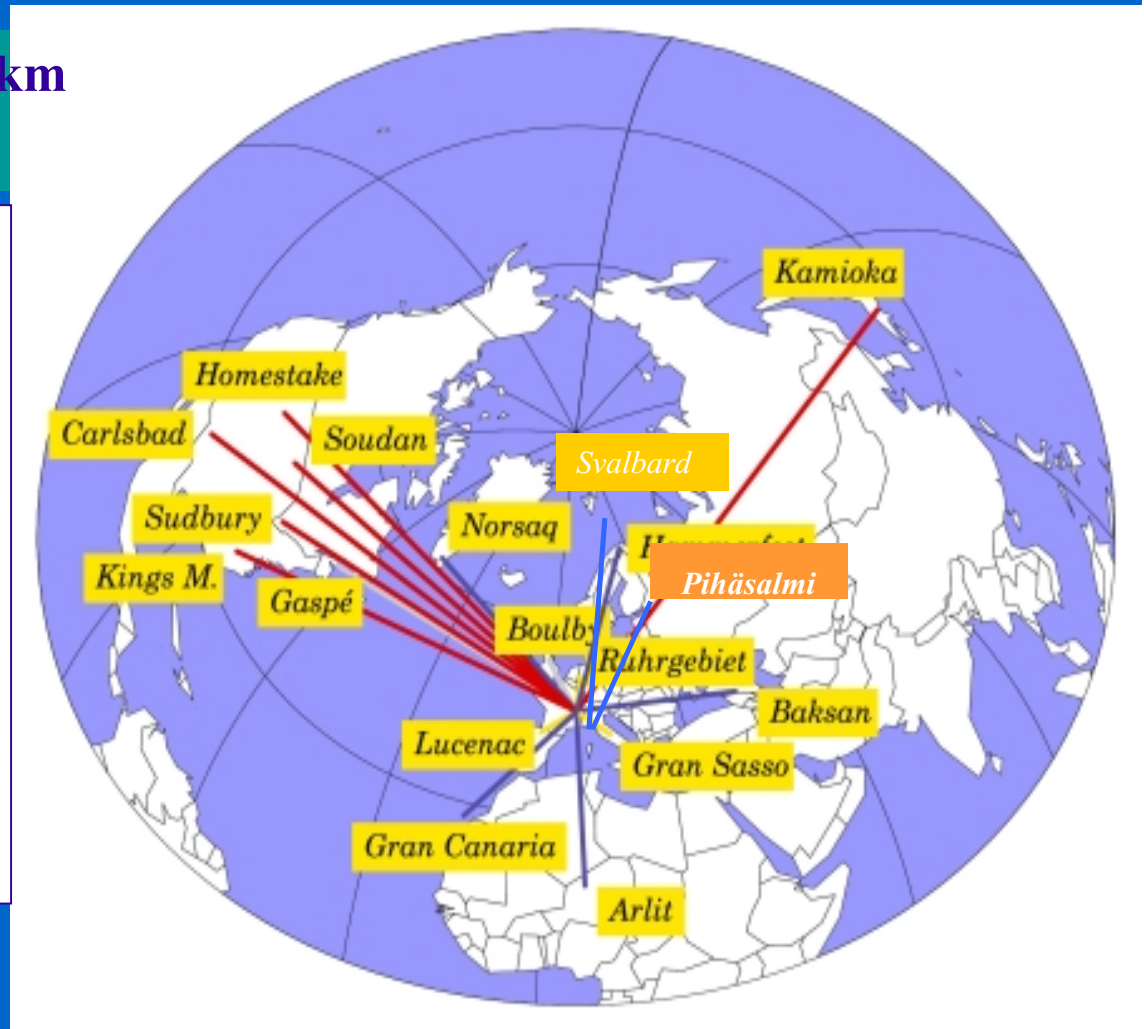 km
Kamioka
Homestake
Carlsbad
Soudan
Svalbard
Sudbury
Norsaq
Kings M.
Pihäsalmi
Gaspé
Ruhrgebiet
Baksan
Lucenac
Gran Sasso
Gran Canaria
Arlit